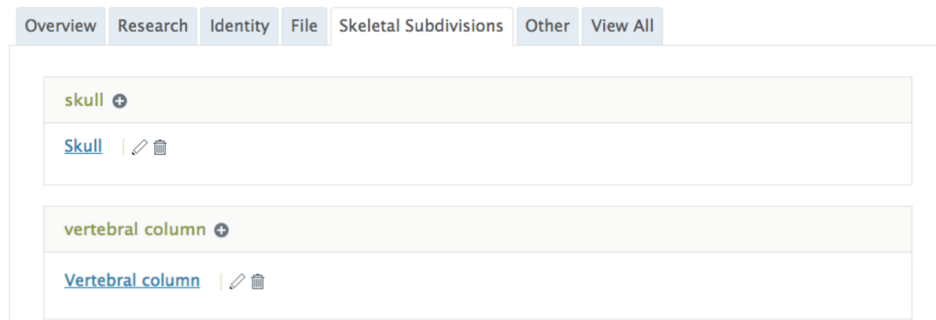 Overview Research Identity File Skeletal Subdivisions Other View All
skull
Skull
vertebral column
Vertebral column